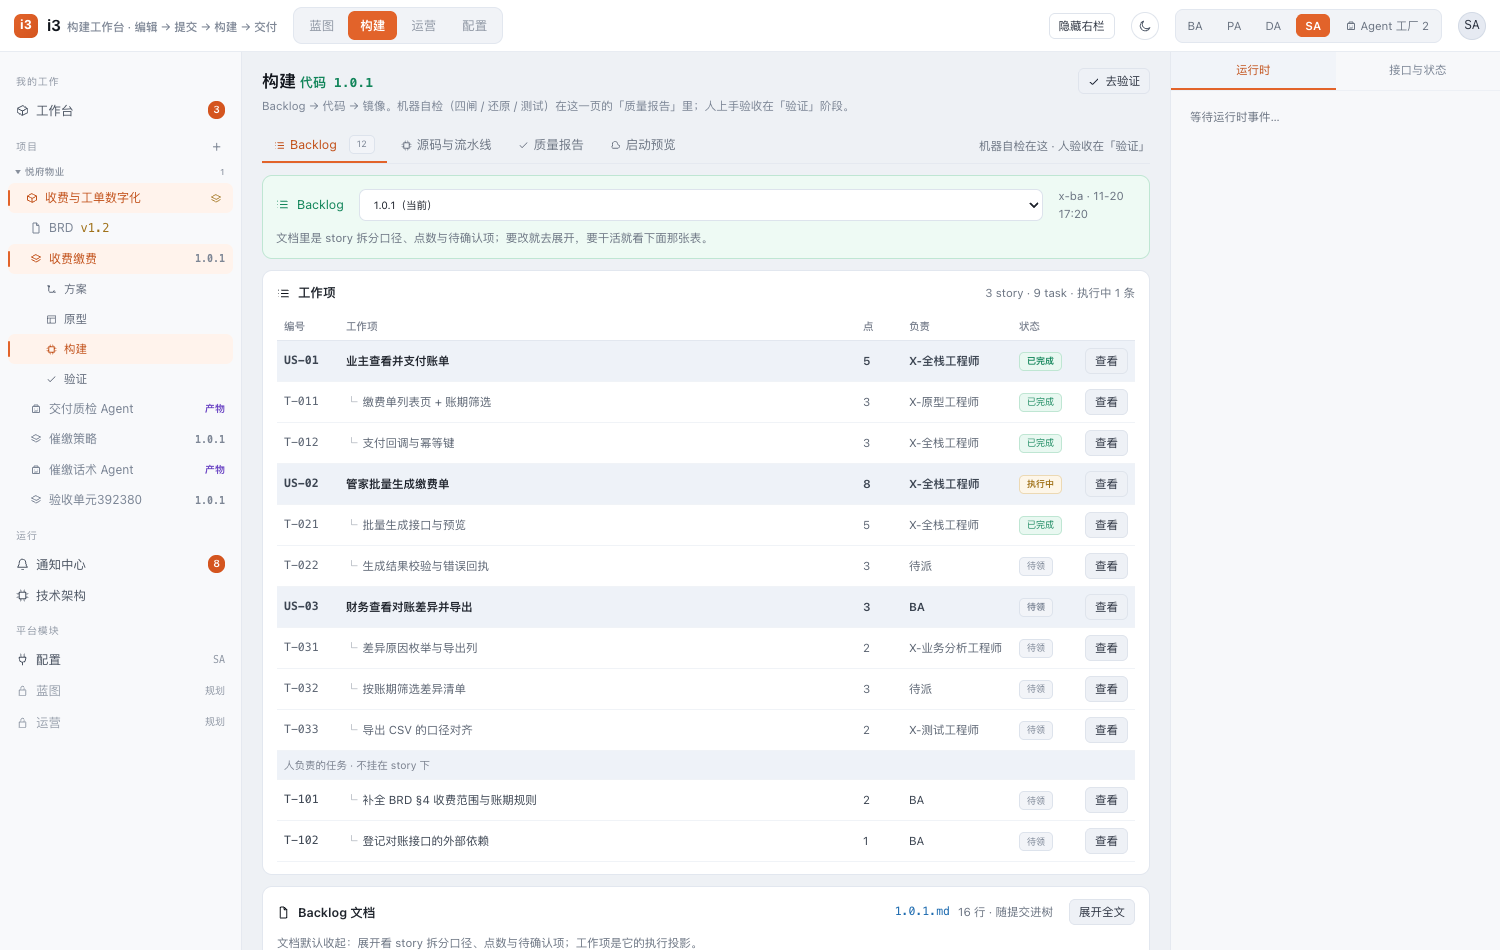 i3 i3 构建工作台 · 编辑 → 提交 → 构建 → 交付 蓝图 构建 运营 配置 隐藏右栏 BA PA DA SA Agent 工厂 2 SA
我的工作
工作台 3
项目 +
悦府物业 1
收费与工单数字化
BRD v1.2
收费缴费 1.0.1
方案
原型
构建
验证
交付质检 Agent 产物
催缴策略 1.0.1
催缴话术 Agent 产物
验收单元392380 1.0.1
运行
通知中心 8
技术架构
平台模块
配置 SA
蓝图 规划
运营 规划
构建 代码 1.0.1 去验证
Backlog → 代码 → 镜像。机器自检（四闸 / 还原 / 测试）在这一页的「质量报告」里；人上手验收在「验证」阶段。
Backlog 12 源码与流水线 质量报告 启动预览 机器自检在这 · 人验收在「验证」
Backlog 1.0.1（当前） x-ba · 11-20
17:20
文档里是 story 拆分口径、点数与待确认项；要改就去展开，要干活就看下面那张表。
工作项 3 story · 9 task · 执行中 1 条
编号 工作项 点 负责 状态
US-01 业主查看并支付账单 5 X-全栈工程师 已完成 查看
T-011 缴费单列表页 + 账期筛选 3 X-原型工程师 已完成 查看
T-012 支付回调与幂等键 3 X-全栈工程师 已完成 查看
US-02 管家批量生成缴费单 8 X-全栈工程师 执行中 查看
T-021 批量生成接口与预览 5 X-全栈工程师 已完成 查看
T-022 生成结果校验与错误回执 3 待派 待领 查看
US-03 财务查看对账差异并导出 3 BA 待领 查看
T-031 差异原因枚举与导出列 2 X-业务分析工程师 待领 查看
T-032 按账期筛选差异清单 3 待派 待领 查看
T-033 导出 CSV 的口径对齐 2 X-测试工程师 待领 查看
人负责的任务 · 不挂在 story 下
T-101 补全 BRD §4 收费范围与账期规则 2 BA 待领 查看
T-102 登记对账接口的外部依赖 1 BA 待领 查看
Backlog 文档 1.0.1.md 16 行 · 随提交进树 展开全文
文档默认收起：展开看 story 拆分口径、点数与待确认项；工作项是它的执行投影。
运行时 接口与状态
等待运行时事件…